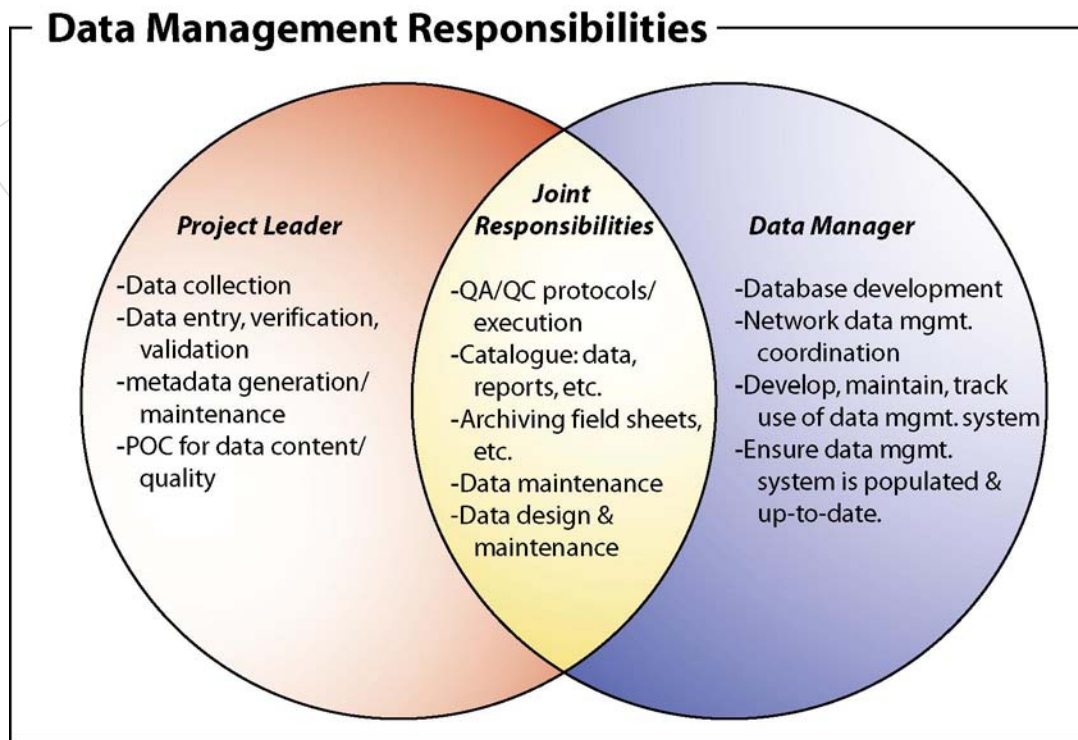 Data Management Responsibilities
Project Leader
-Data collection
-Data entry, verification,
validation
-metadata generation/
maintenance
-POC for data content/
quality
Joint
Responsibilities
-QA/QC protocols/
execution
-Catalogue: data,
reports, etc.
-Archiving field sheets,
etc.
-Data maintenance
-Data design &
maintenance
Data Manager
-Database development
-Network data mgmt.
coordination
-Develop, maintain, track
use of data mgmt. system
-Ensure data mgmt.
system is populated &
up-to-date.